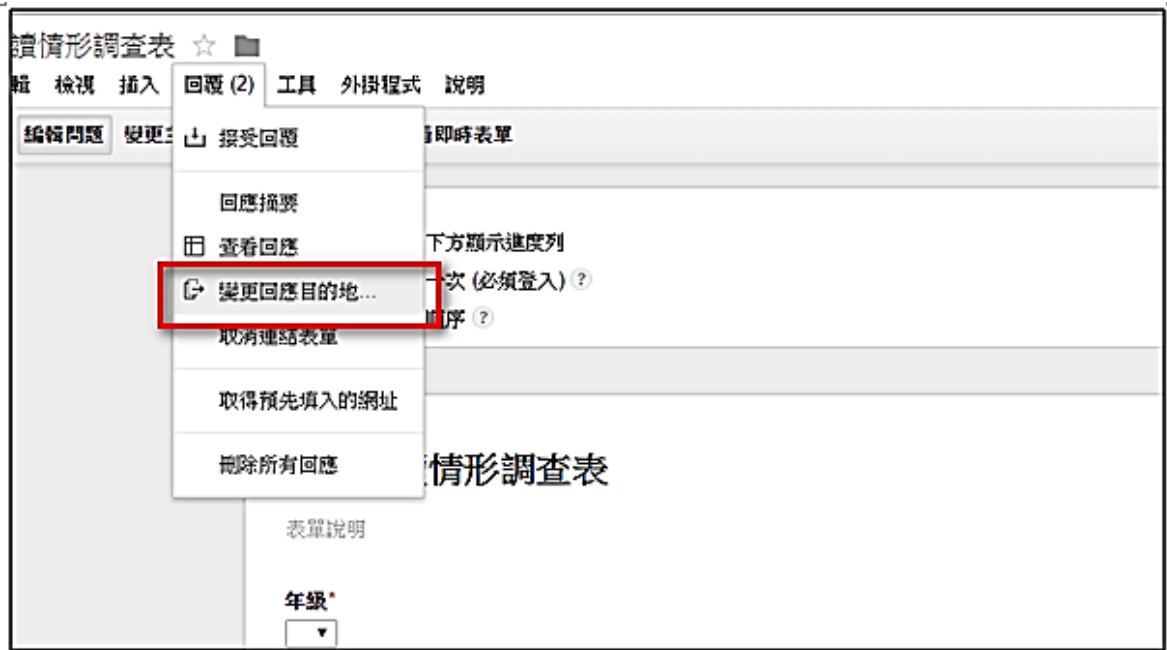 讀情形調查表
輯 檢視 插入 回覆 (2) 工具 外掛程式 說明
編輯問題 變更主 即時表單
接受回覆
回應摘要
查看回應 下方顯示進度列
變更回應目的地... 一次 (必須登入) ?
取消連結表單 順序 ?
取得預先填入的網址
刪除所有回應 情形調查表
表單說明
年級*